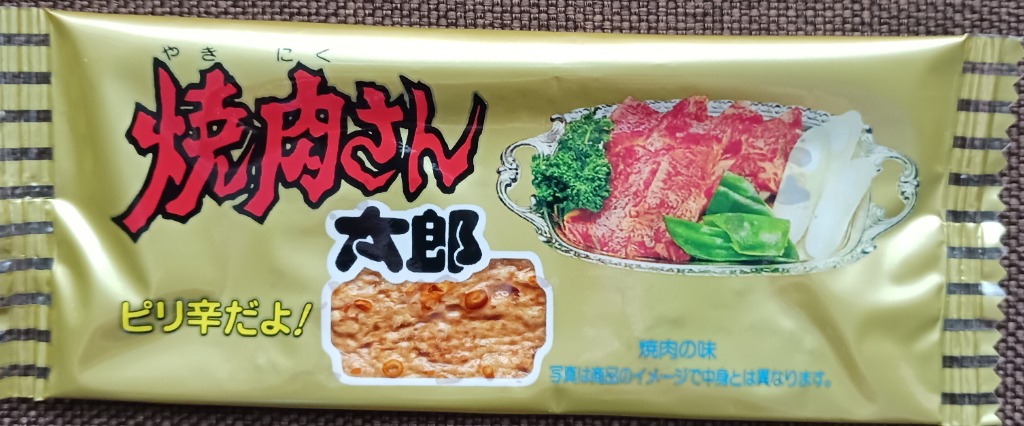 やき にく
焼肉さん
太郎
ピリ辛だよ!
焼肉の味
写真は商品のイメージで中身とは異なります。